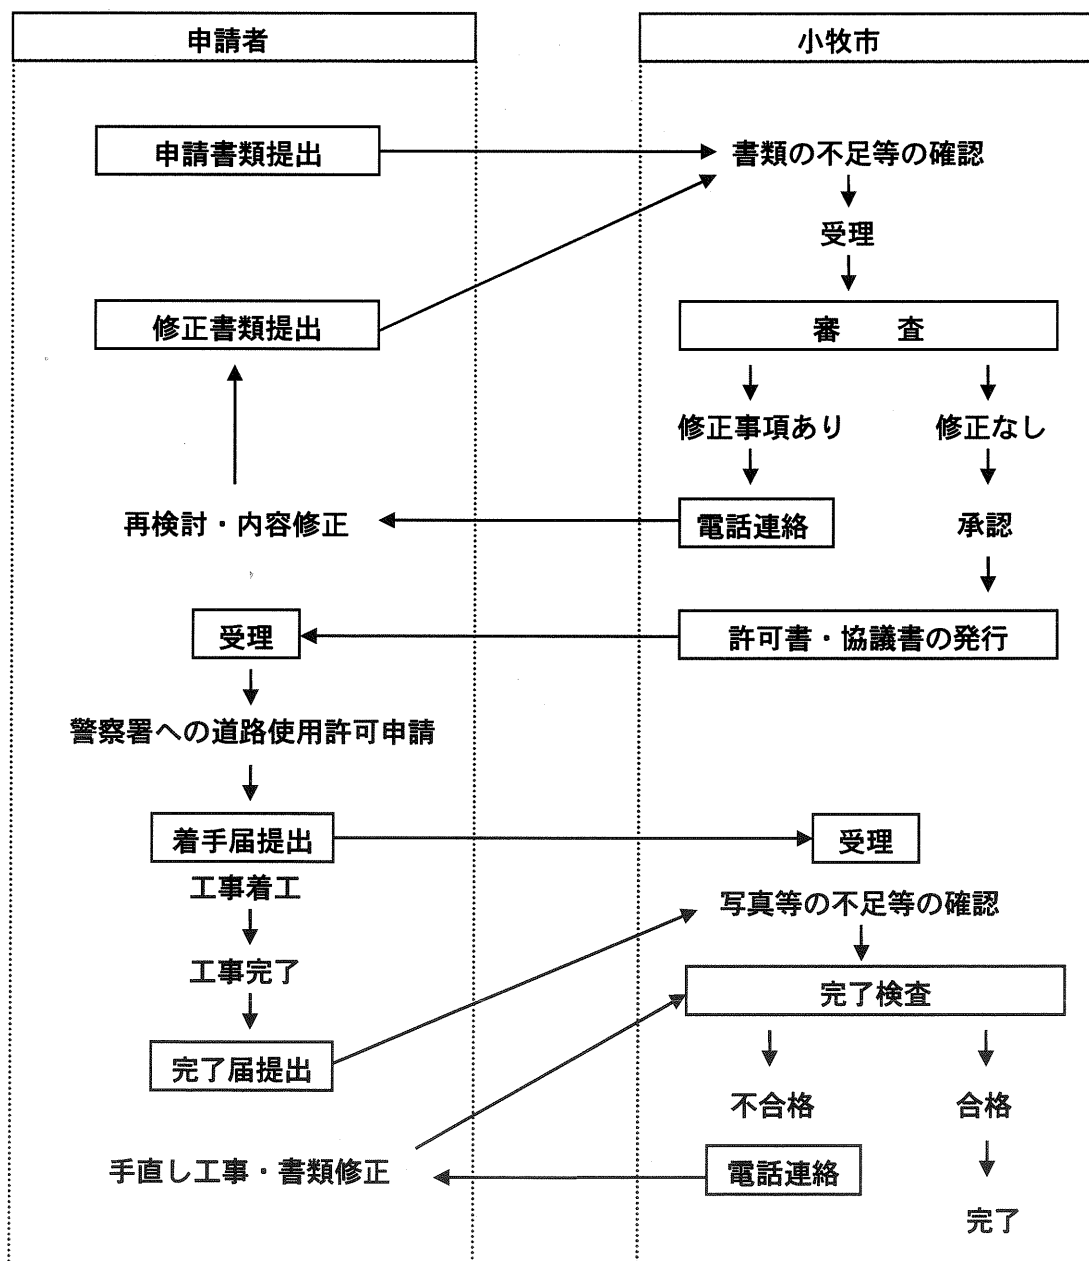 申請者
小牧市
申請書類提出
書類の不足等の確認
受理
修正書類提出
審　査
修正事項あり
修正なし
再検討・内容修正
電話連絡
承認
受理
許可書・協議書の発行
警察署への道路使用許可申請
着手届提出
受理
工事着工
写真等の不足等の確認
工事完了
完了検査
完了届提出
不合格
合格
手直し工事・書類修正
電話連絡
完了